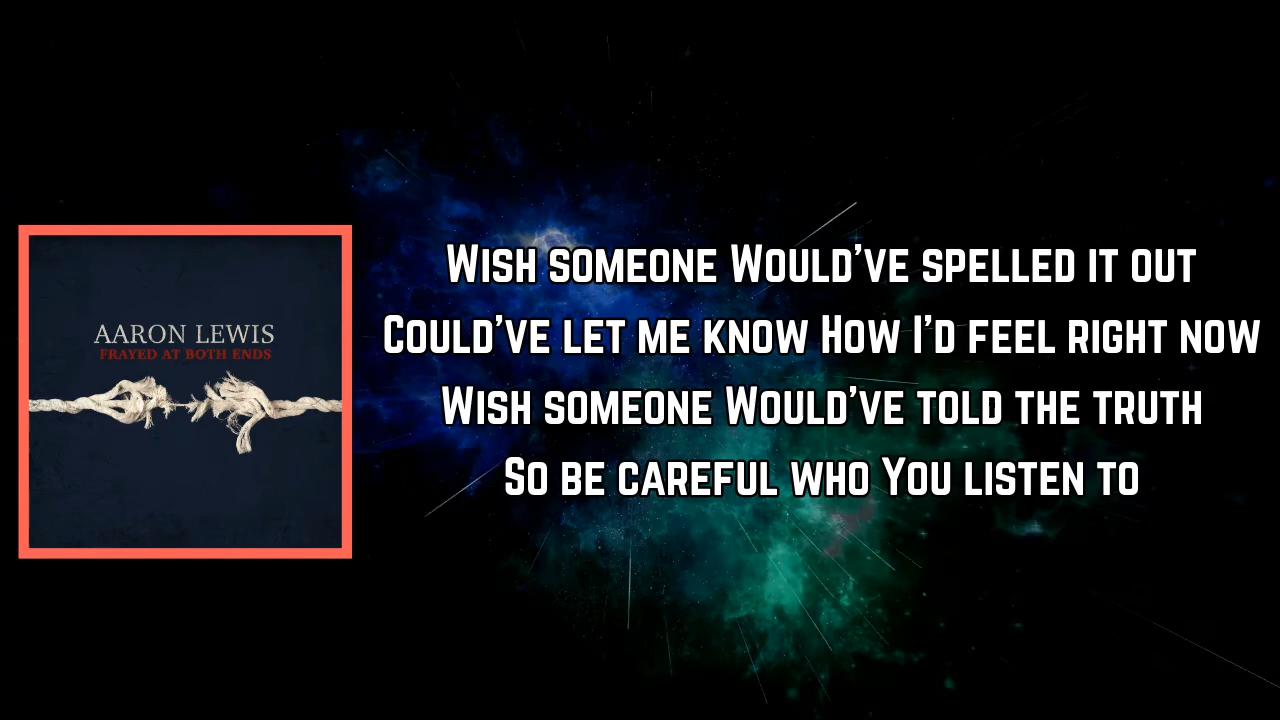 AARON LEWIS
FRAYED AT BOTH ENDS
Wish someone Would've spelled it out
Could've let me know How I'd feel right now
Wish someone Would've told the truth
So be careful who You listen to